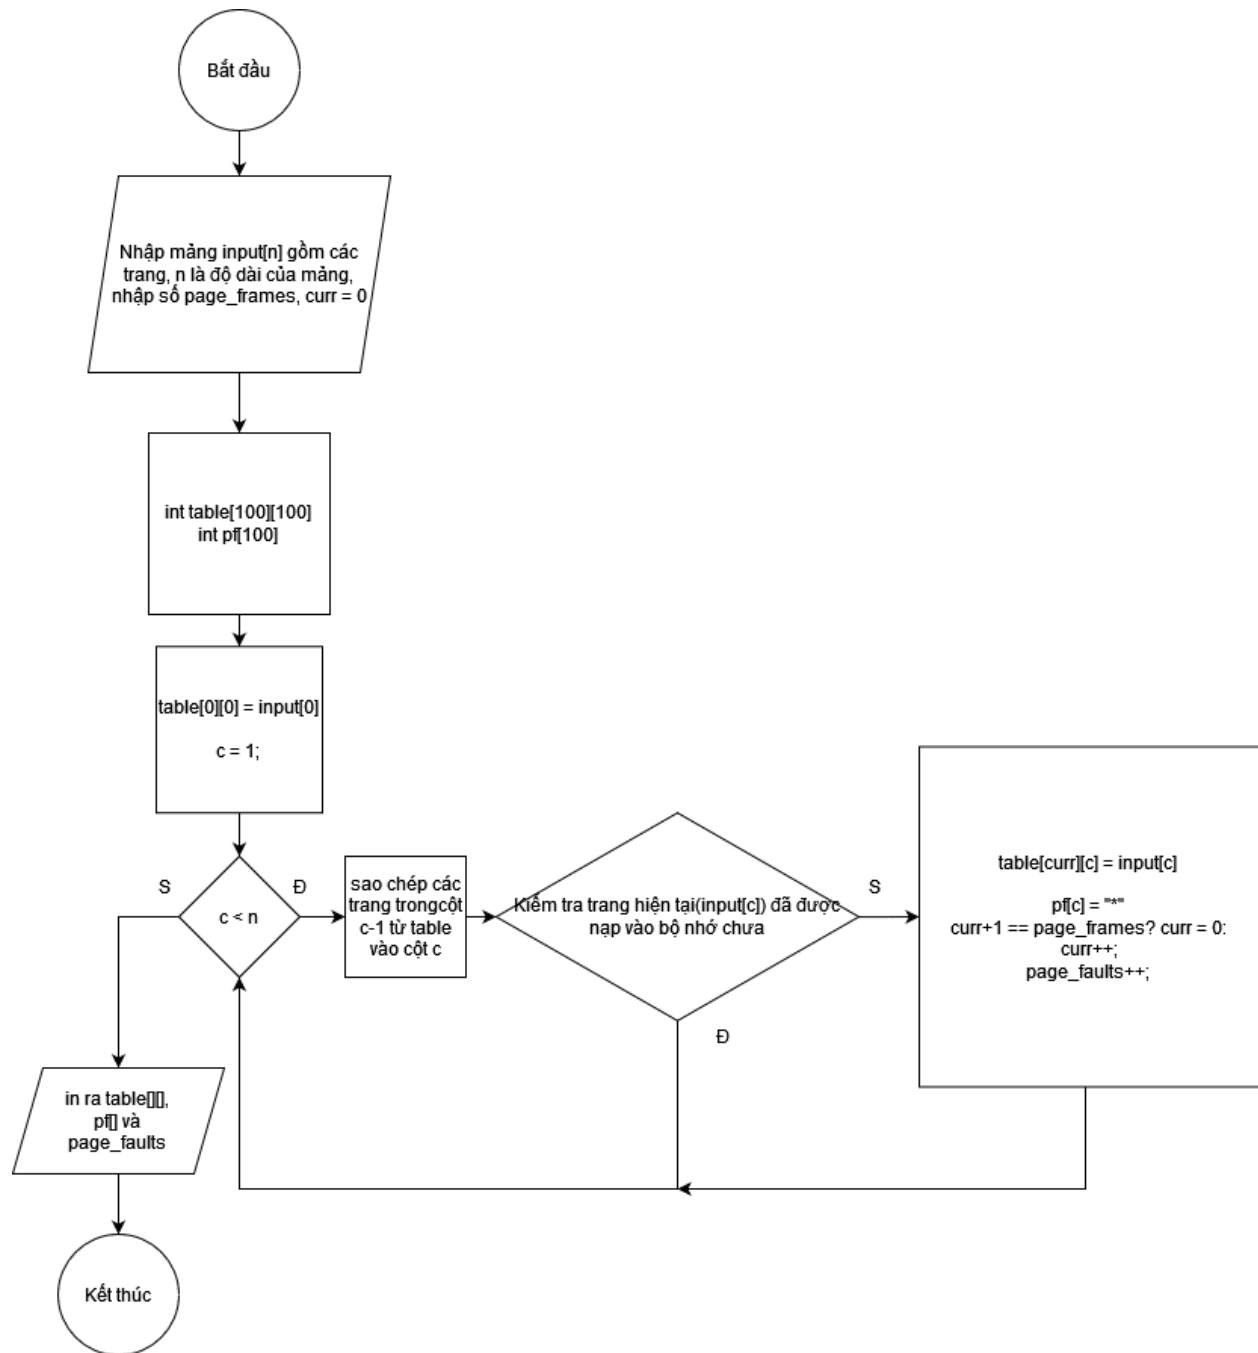 Bắt đầu
Nhập mảng input[n] gồm các
trang, n là độ dài của mảng,
nhập số page_frames, curr = 0
int table[100][100]
int pf[100]
table[0][0] = input[0]
c = 1;
c < n
S
Đ
sao chép các
trang trongcột
c-1 từ table
vào cột c
Kiểm tra trang hiện tại(input[c]) đã được
nạp vào bộ nhớ chưa
S
Đ
table[curr][c] = input[c]
pf[c] = "*"
curr+1 == page_frames? curr = 0:
curr++;
page_faults++;
in ra table[][],
pf[] và
page_faults
Kết thúc